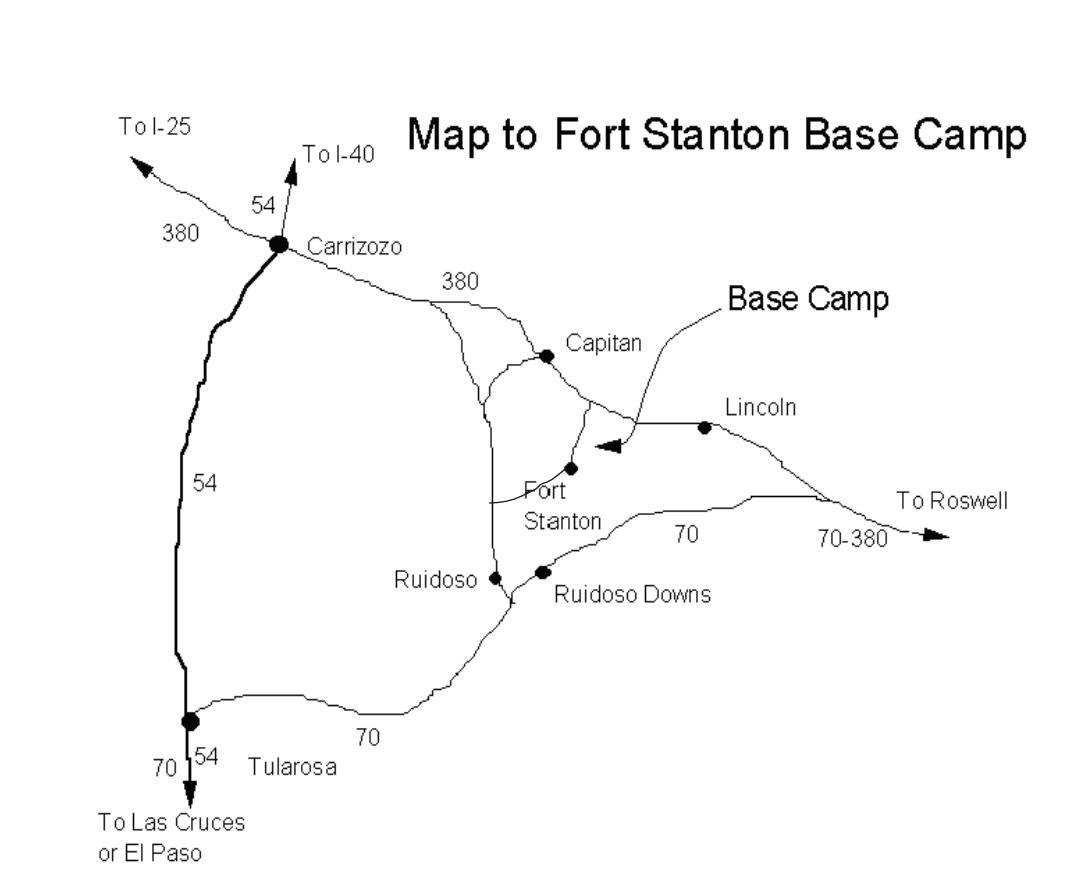 To I-25
Map to Fort Stanton Base Camp
To I-40
54
380
Carrizozo
380
Base Camp
Capitan
Lincoln
54
Fort
Stanton
To Roswell
70
70-380
Ruidoso
Ruidoso Downs
70
70
54
Tularosa
To Las Cruces
or El Paso